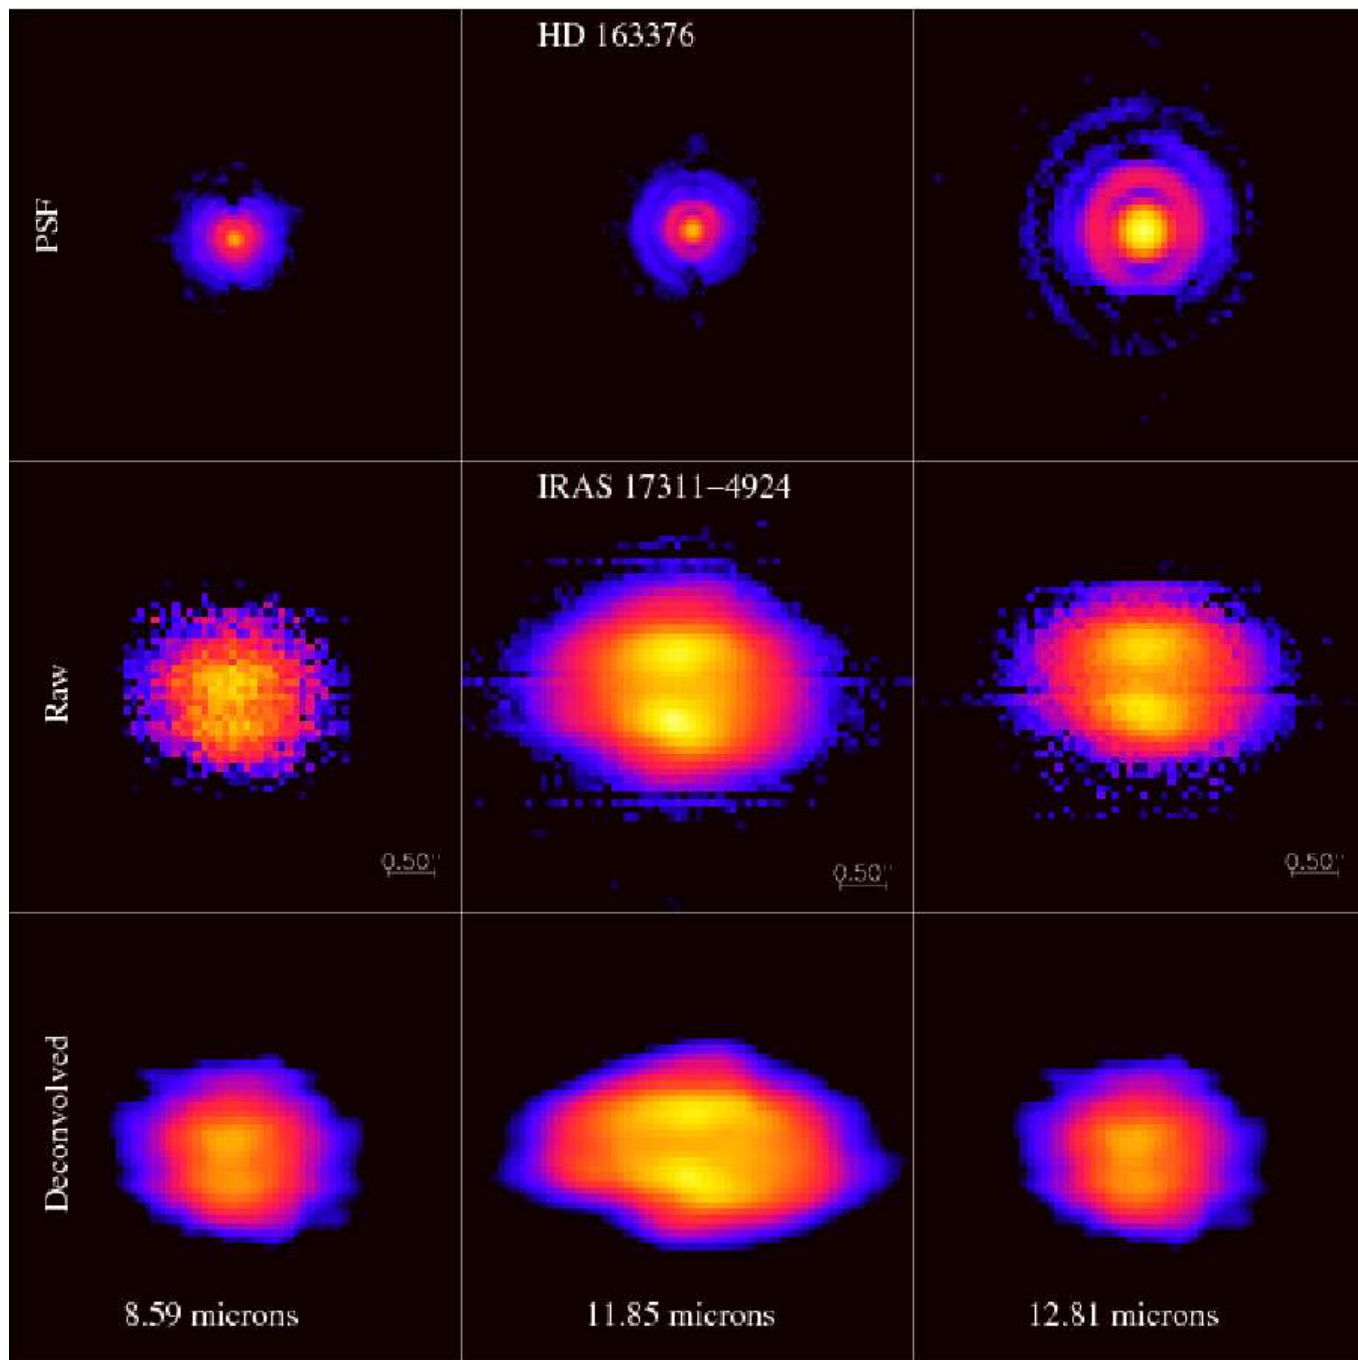 HD 163376
PSF
IRAS 17311−4924
Raw
0.50"
0.50"
0.50"
Deconvolved
8.59 microns
11.85 microns
12.81 microns